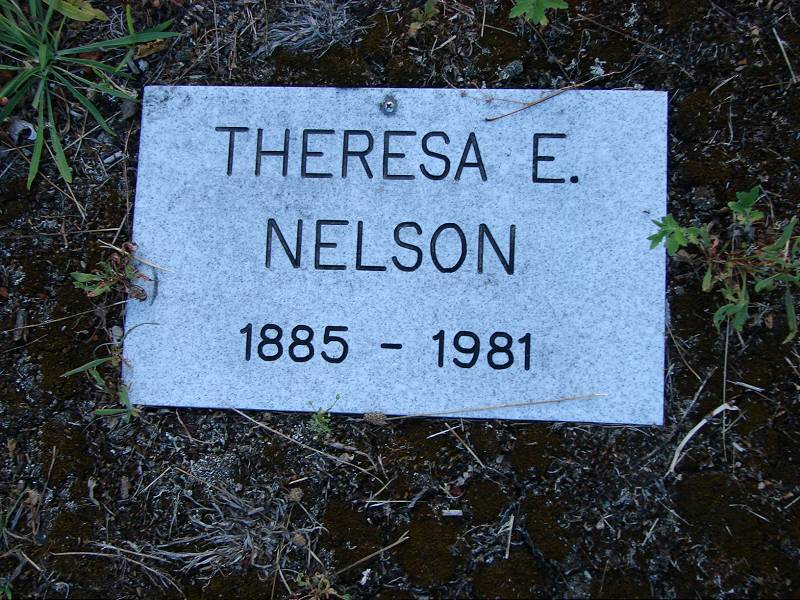 THERESA E.
NELSON
1885 - 1981